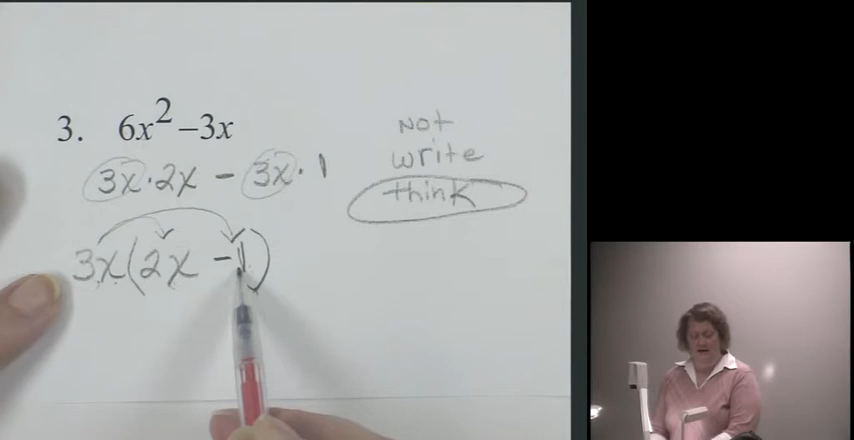 3. 6x² –3x
3x · 2x – 3x · 1
3x(2x – 1)
Not
write
think